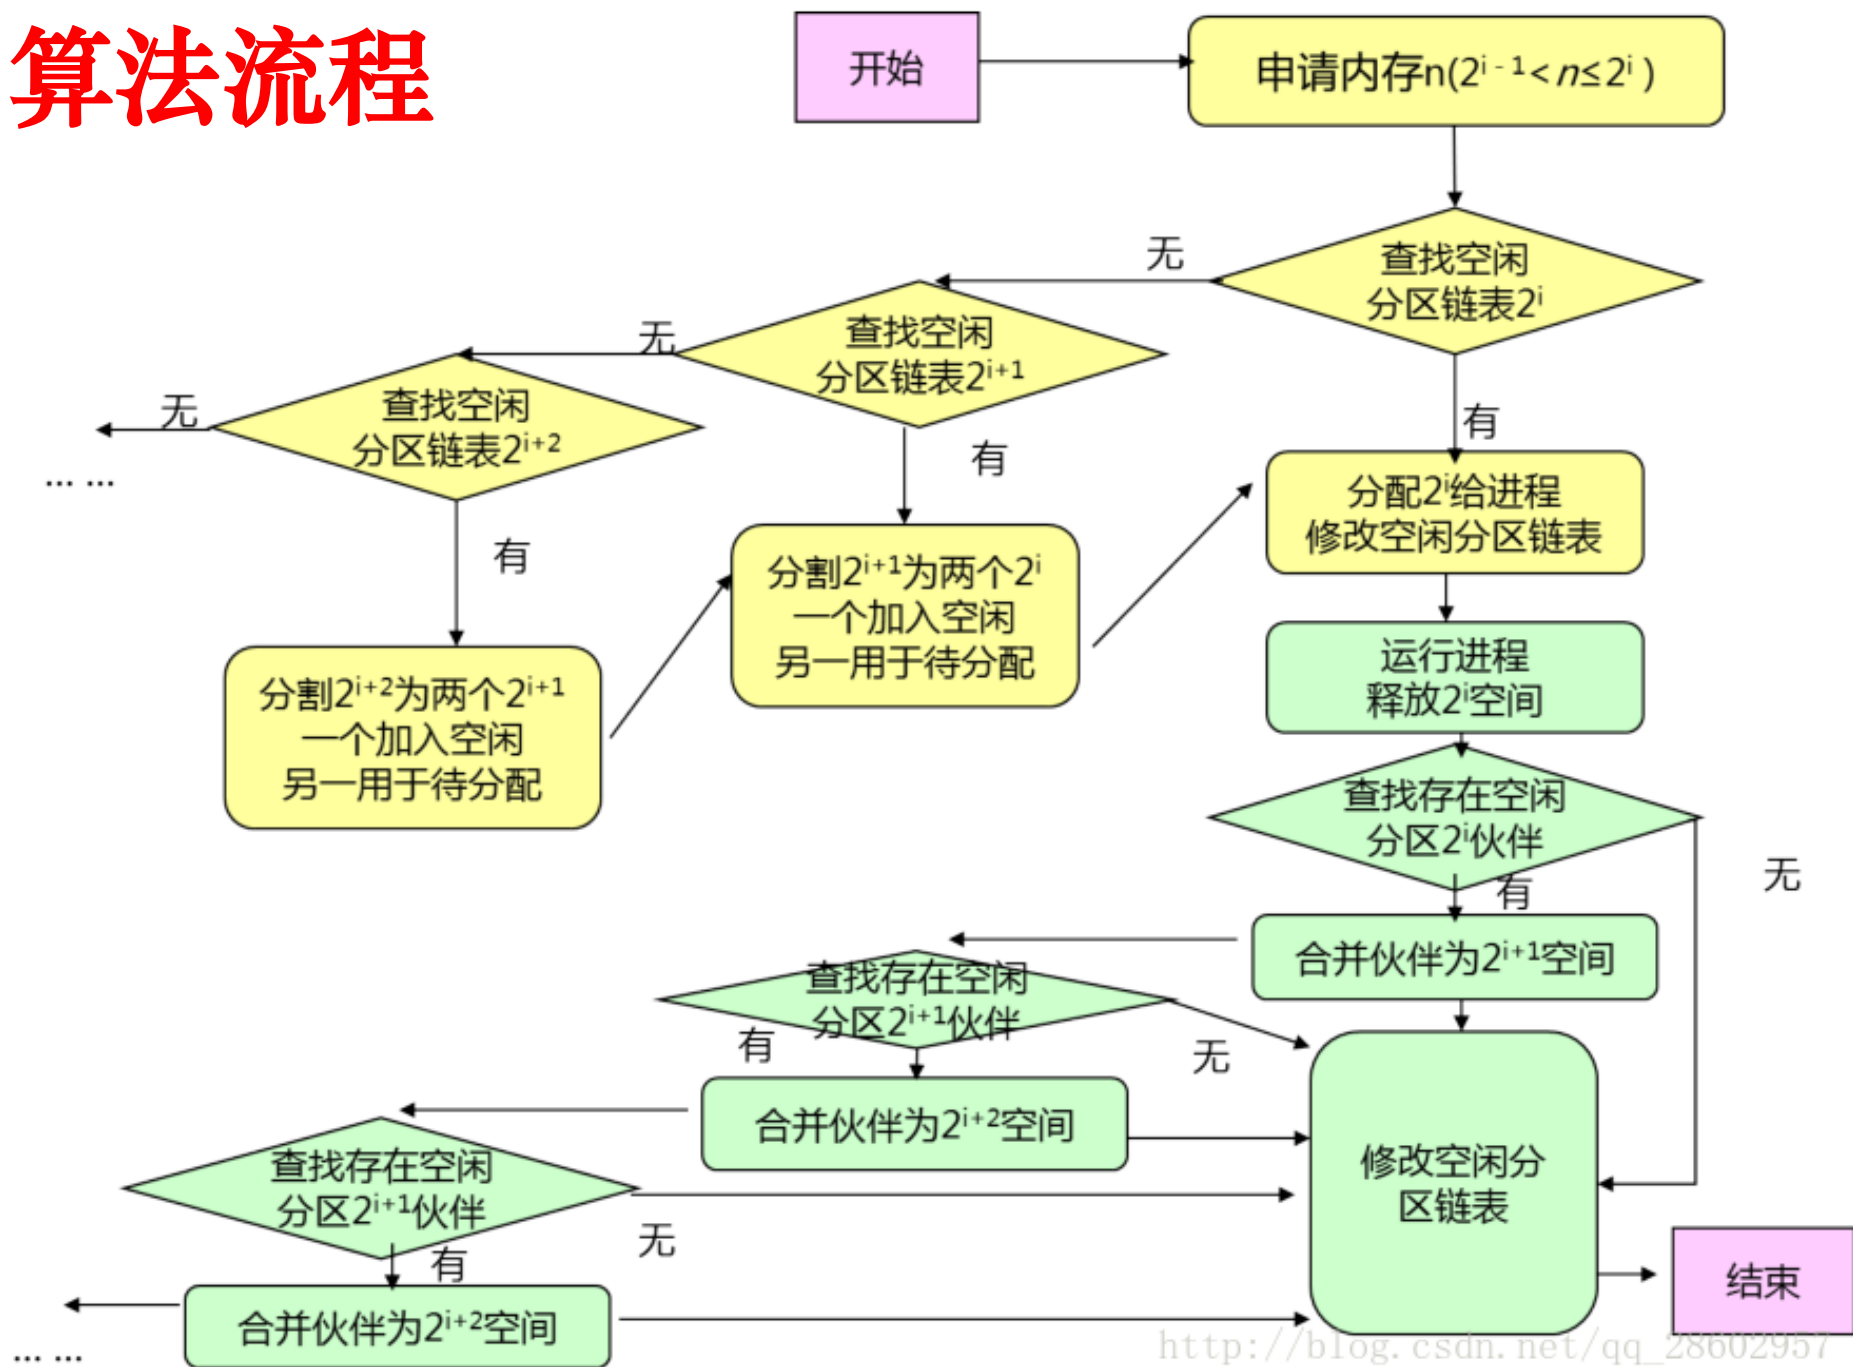 算法流程
开始
申请内存n(2ⁱ⁻¹<n≤2ⁱ )
无
查找空闲
分区链表2ⁱ
无
查找空闲
分区链表2ⁱ⁺¹
无
查找空闲
分区链表2ⁱ⁺²
... ...
有
有
有
分配2ⁱ给进程
修改空闲分区链表
分割2ⁱ⁺¹为两个2ⁱ
一个加入空闲
另一用于待分配
分割2ⁱ⁺²为两个2ⁱ⁺¹
一个加入空闲
另一用于待分配
运行进程
释放2ⁱ空间
查找存在空闲
分区2ⁱ伙伴
无
有
合并伙伴为2ⁱ⁺¹空间
查找存在空闲
分区2ⁱ⁺¹伙伴
有
无
合并伙伴为2ⁱ⁺²空间
查找存在空闲
分区2ⁱ⁺¹伙伴
无
有
合并伙伴为2ⁱ⁺²空间
... ...
修改空闲分
区链表
结束
http://blog.csdn.net/qq_28602957